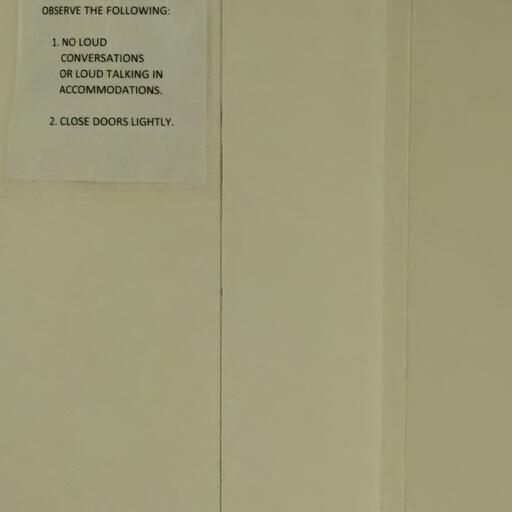 OBSERVE THE FOLLOWING:
1. NO LOUD
CONVERSATIONS
OR LOUD TALKING IN
ACCOMMODATIONS.
2. CLOSE DOORS LIGHTLY.